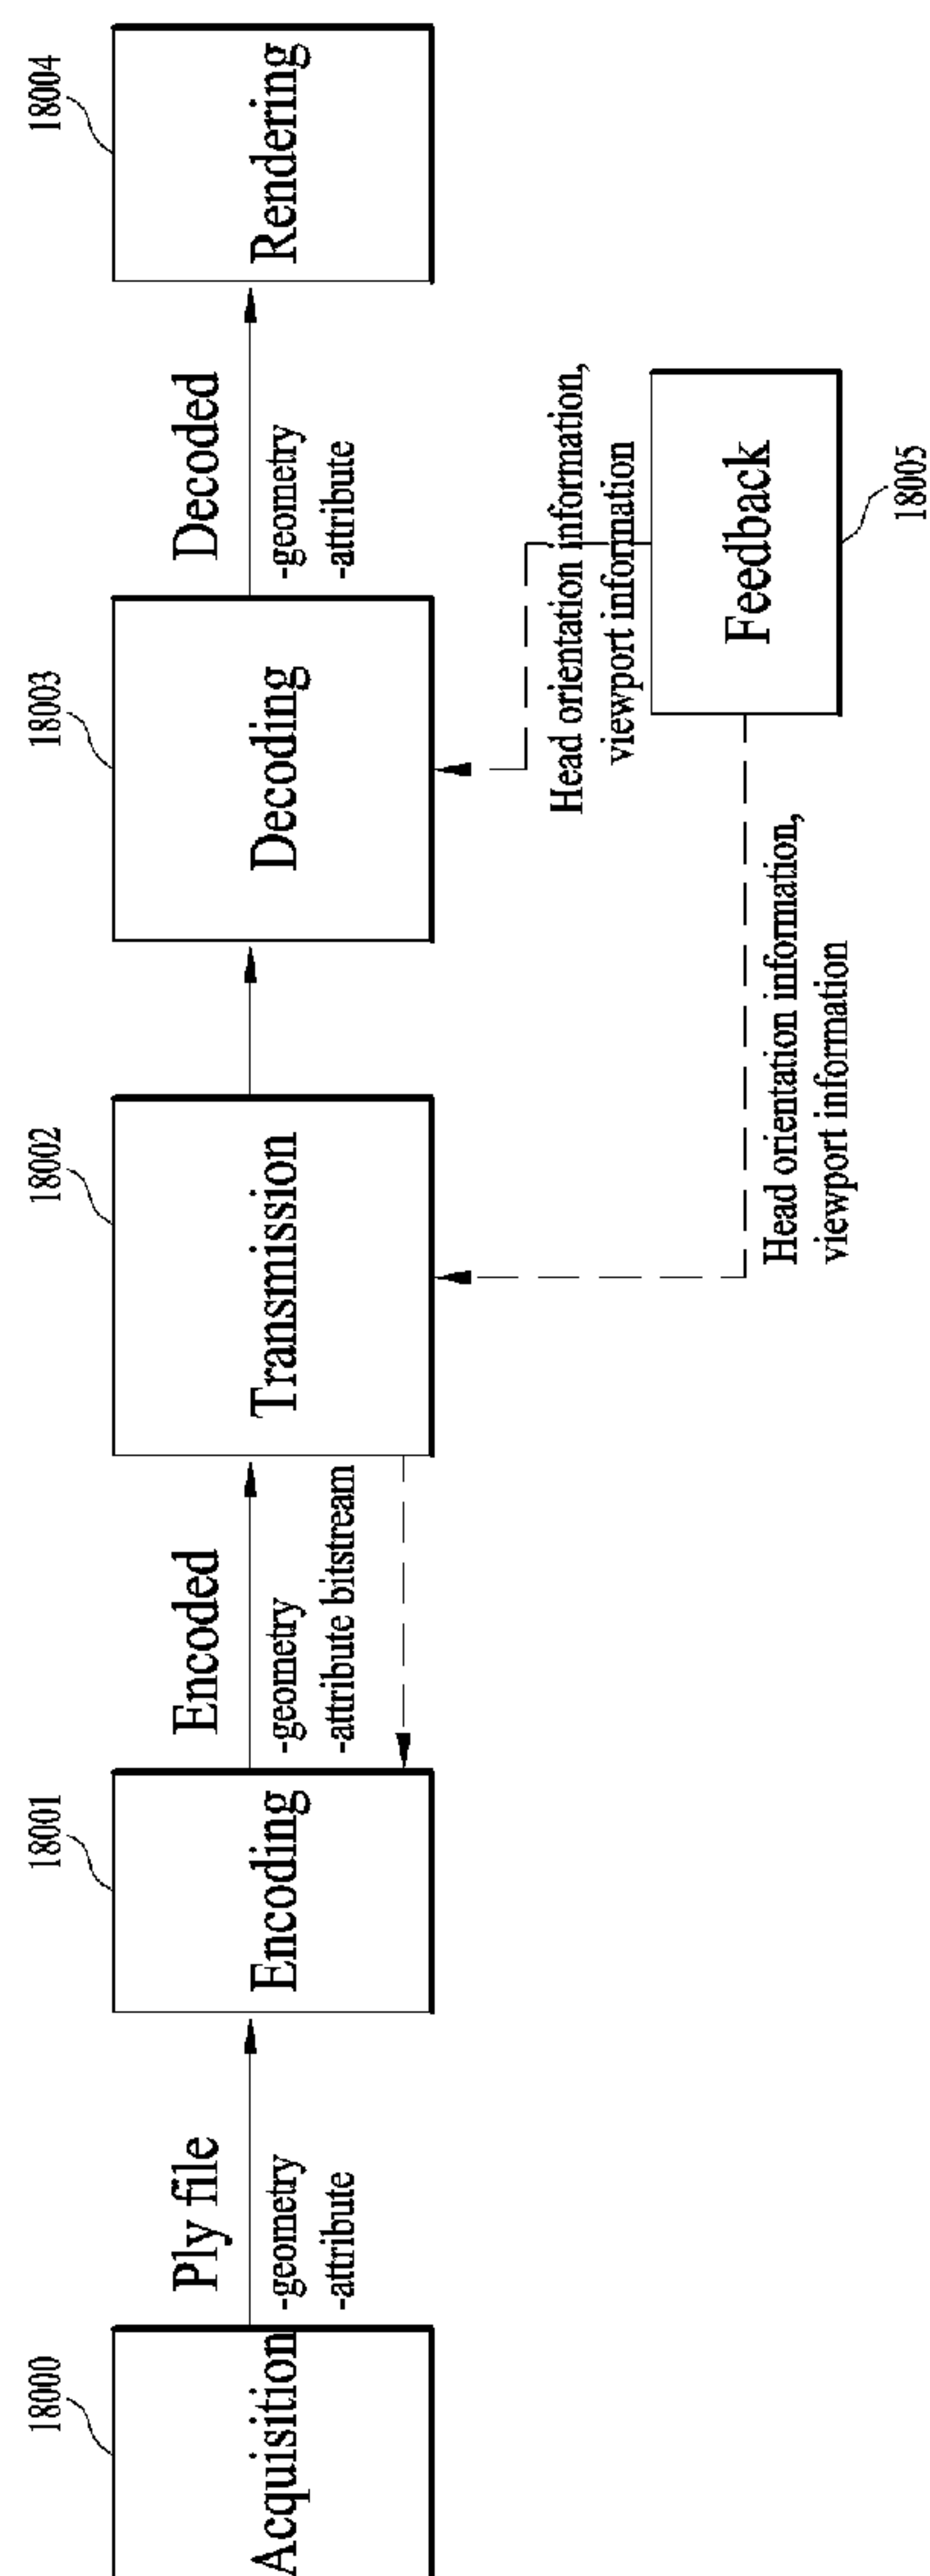 18000
Acquisition
Ply file
-geometry
-attribute
18001
Encoding
Encoded
-geometry
-attribute bitstream
18002
Transmission
18003
Decoding
Decoded
-geometry
-attribute
18004
Rendering
Head orientation information,
viewport information
Head orientation information,
viewport information
Feedback
18005